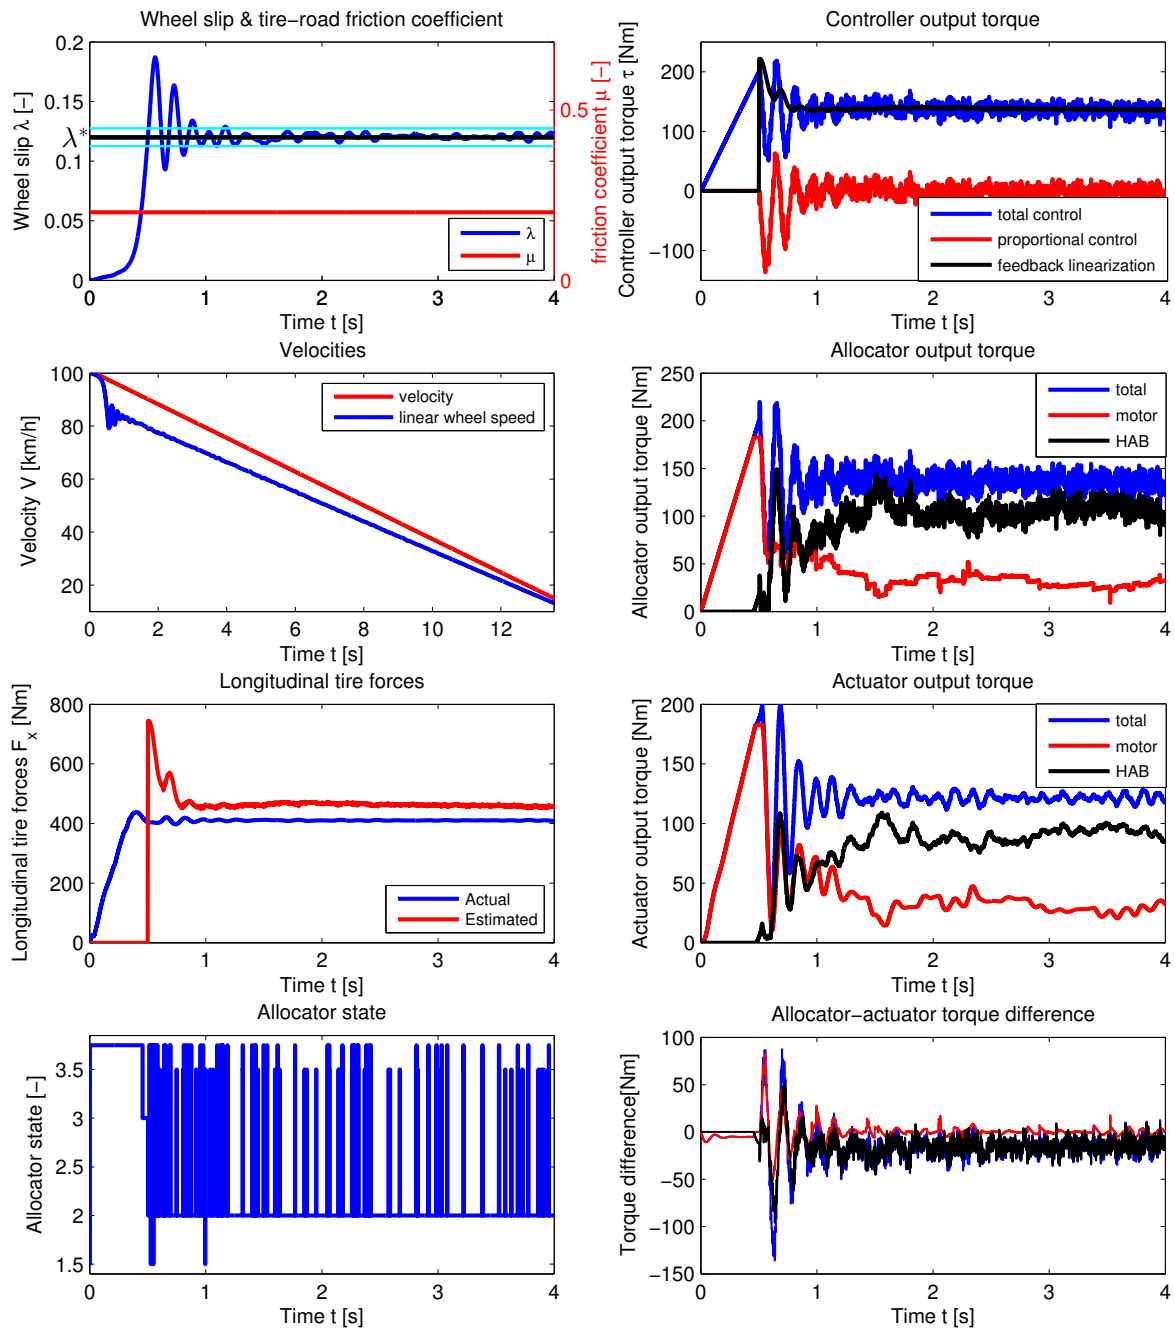 Wheel slip & tire−road friction coefficient
Wheel slip λ [−]
0.2
0.15
λ*
0.1
0.05
0
0.5
0
friction coefficient μ [−]
λ
μ
0 1 2 3 4
Time t [s]
Controller output torque
Controller output torque τ [Nm]
200
100
0
−100
total control
proportional control
feedback linearization
0 1 2 3 4
Time t [s]
Velocities
Velocity V [km/h]
100
80
60
40
20
velocity
linear wheel speed
0 2 4 6 8 10 12
Time t [s]
Allocator output torque
Allocator output torque [Nm]
250
200
150
100
50
0
total
motor
HAB
0 1 2 3 4
Time t [s]
Longitudinal tire forces
Longitudinal tire forces F_x [Nm]
800
600
400
200
0
Actual
Estimated
0 1 2 3 4
Time t [s]
Actuator output torque
Actuator output torque [Nm]
200
150
100
50
0
total
motor
HAB
0 1 2 3 4
Time t [s]
Allocator state
Allocator state [−]
3.5
3
2.5
2
1.5
0 1 2 3 4
Time t [s]
Allocator−actuator torque difference
Torque difference[Nm]
100
50
0
−50
−100
−150
0 1 2 3 4
Time t [s]